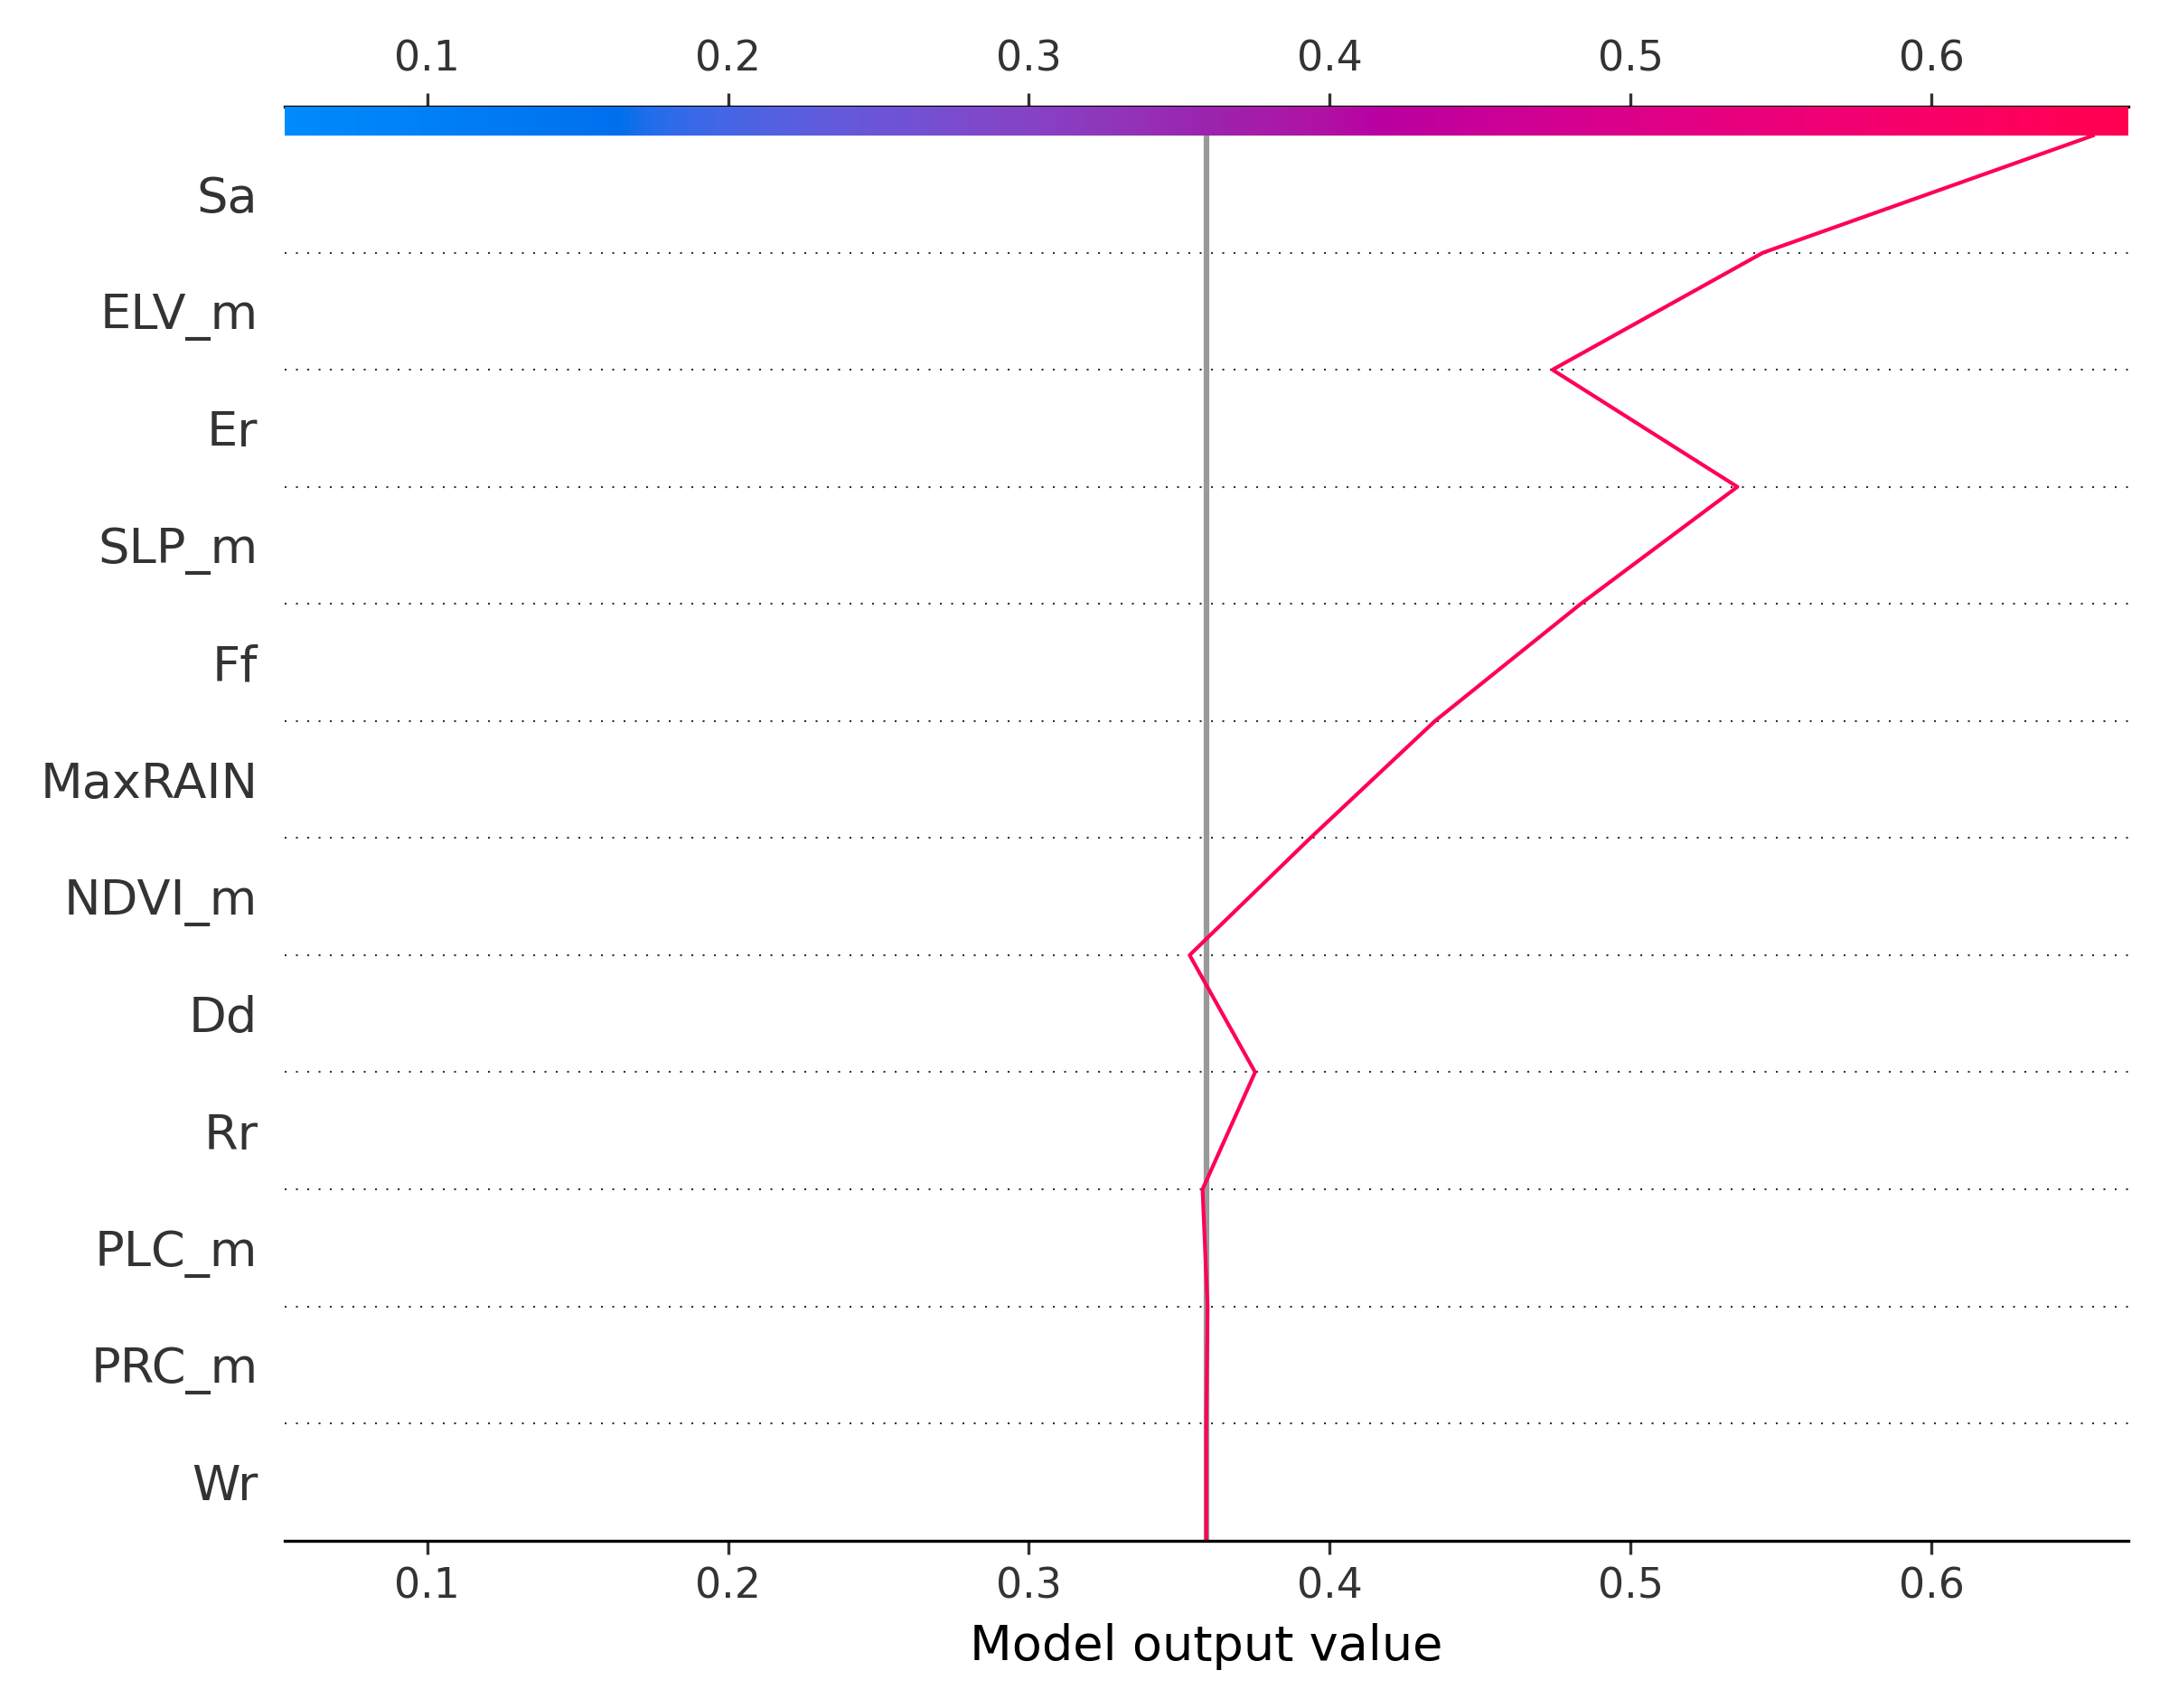 0.1 0.2 0.3 0.4 0.5 0.6
Sa
ELV_m
Er
SLP_m
Ff
MaxRAIN
NDVI_m
Dd
Rr
PLC_m
PRC_m
Wr
0.1 0.2 0.3 0.4 0.5 0.6
Model output value